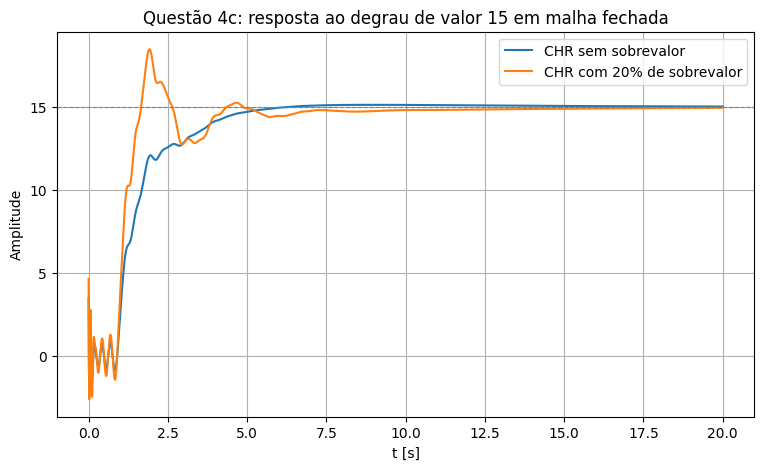 Questão 4c: resposta ao degrau de valor 15 em malha fechada
CHR sem sobrevalor
CHR com 20% de sobrevalor
Amplitude
15
10
5
0
0.0 2.5 5.0 7.5 10.0 12.5 15.0 17.5 20.0
t [s]